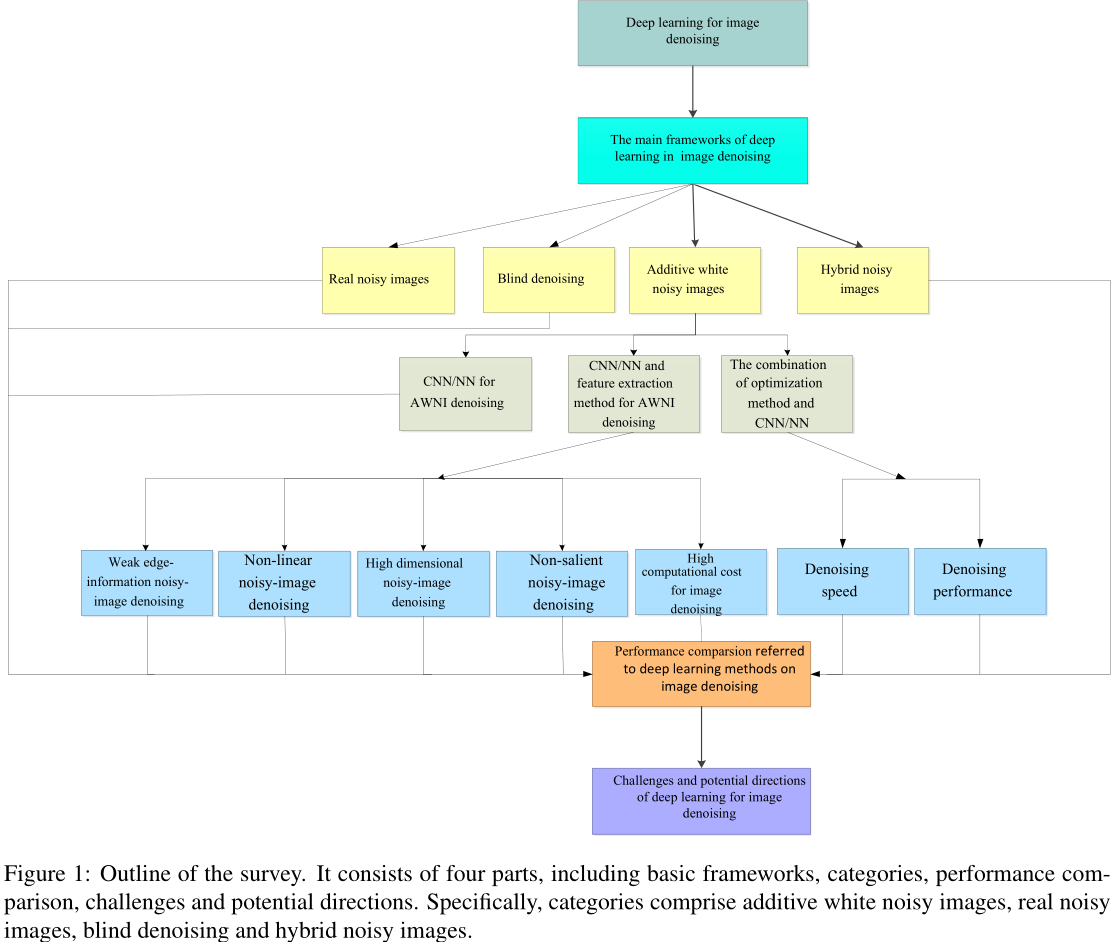 Deep learning for image
denoising
The main frameworks of deep
learning in image denoising
Real noisy images
Blind denoising
Additive white
noisy images
Hybrid noisy
images
CNN/NN for
AWNI denoising
CNN/NN and
feature extraction
method for AWNI
denoising
The combination
of optimization
method and
CNN/NN
Weak edge-
information noisy-
image denoising
Non-linear
noisy-image
denoising
High dimensional
noisy-image
denoising
Non-salient
noisy-image
denoising
High
computational cost
for image
denoising
Denoising
speed
Denoising
performance
Performance comparsion referred
to deep learning methods on
image denoising
Challenges and potential directions
of deep learning for image
denoising
Figure 1: Outline of the survey. It consists of four parts, including basic frameworks, categories, performance com-
parison, challenges and potential directions. Specifically, categories comprise additive white noisy images, real noisy
images, blind denoising and hybrid noisy images.